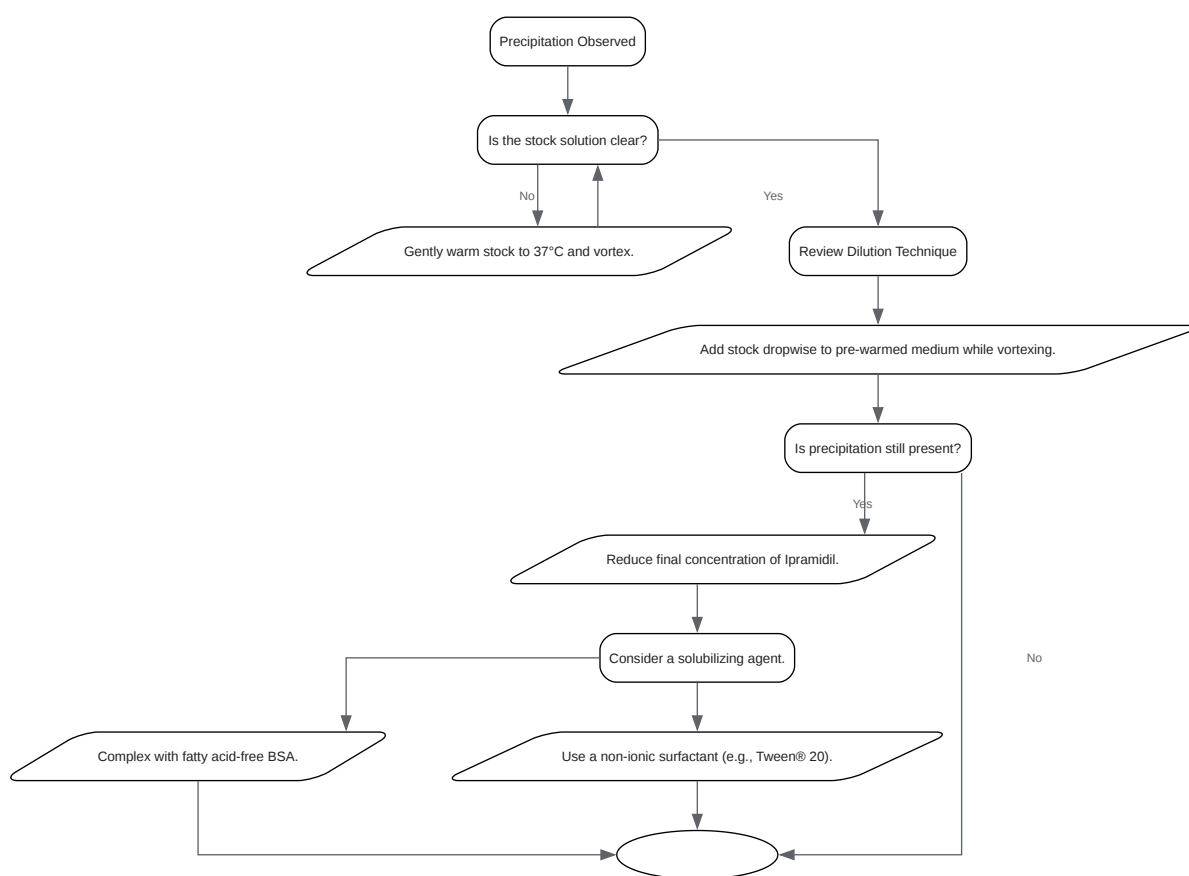 Precipitation Observed
Is the stock solution clear?
No
Yes
Gently warm stock to 37°C and vortex.
Review Dilution Technique
Add stock dropwise to pre-warmed medium while vortexing.
Is precipitation still present?
Yes
Reduce final concentration of Ipramidil.
Consider a solubilizing agent.
No
Complex with fatty acid-free BSA.
Use a non-ionic surfactant (e.g., Tween® 20).